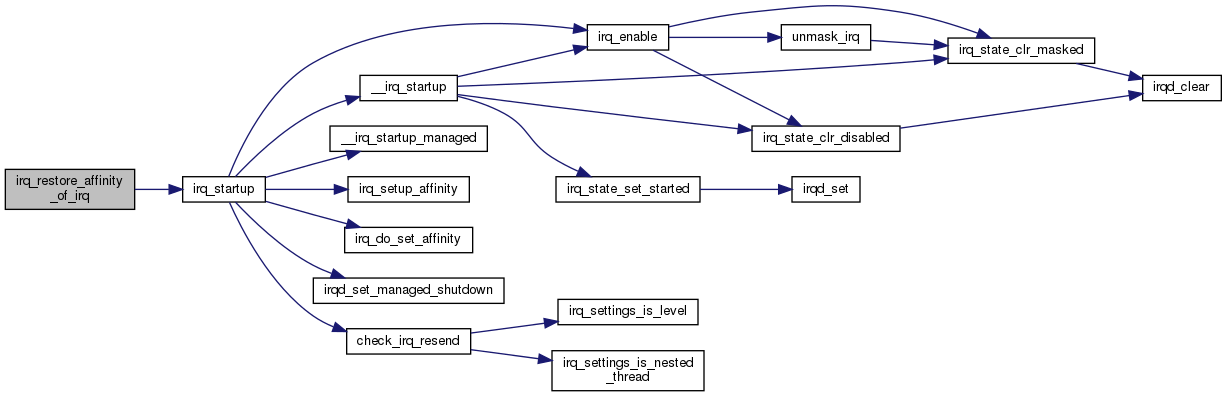 irq_restore_affinity
_of_irq
irq_startup
irq_enable
__irq_startup
__irq_startup_managed
irq_setup_affinity
irq_do_set_affinity
irqd_set_managed_shutdown
check_irq_resend
unmask_irq
irq_state_clr_disabled
irq_state_set_started
irq_settings_is_level
irq_settings_is_nested
_thread
irq_state_clr_masked
irqd_set
irqd_clear